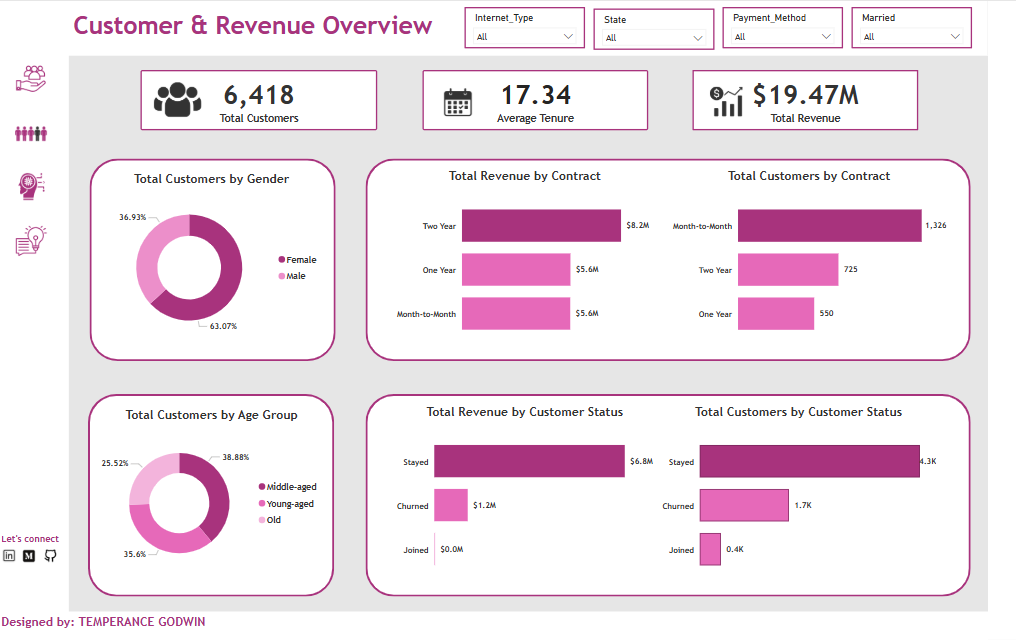 Customer & Revenue Overview
Internet_Type
All
State
All
Payment_Method
All
Married
All
6,418
Total Customers
17.34
Average Tenure
$19.47M
Total Revenue
Total Customers by Gender
36.93%
63.07%
Female
Male
Total Revenue by Contract
Two Year
$8.2M
One Year
$5.6M
Month-to-Month
$5.6M
Total Customers by Contract
Month-to-Month
1,326
Two Year
725
One Year
550
Total Customers by Age Group
25.52%
38.88%
35.6%
Middle-aged
Young-aged
Old
Total Revenue by Customer Status
Stayed
$6.8M
Churned
$1.2M
Joined
$0.0M
Total Customers by Customer Status
Stayed
4.3K
Churned
1.7K
Joined
0.4K
Let's connect
in
M
Designed by: TEMPERANCE GODWIN